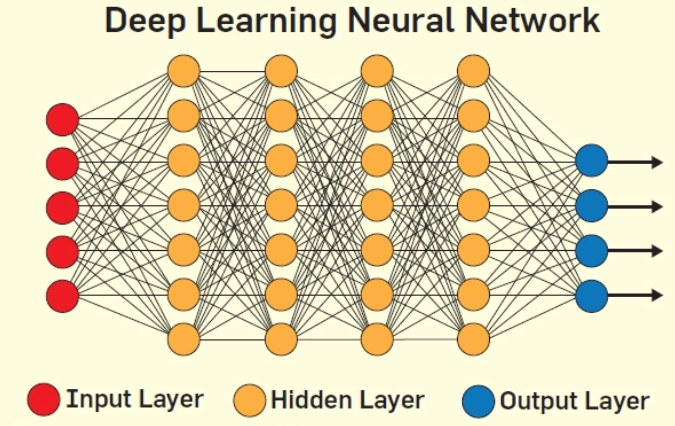 Deep Learning Neural Network
Input Layer Hidden Layer Output Layer